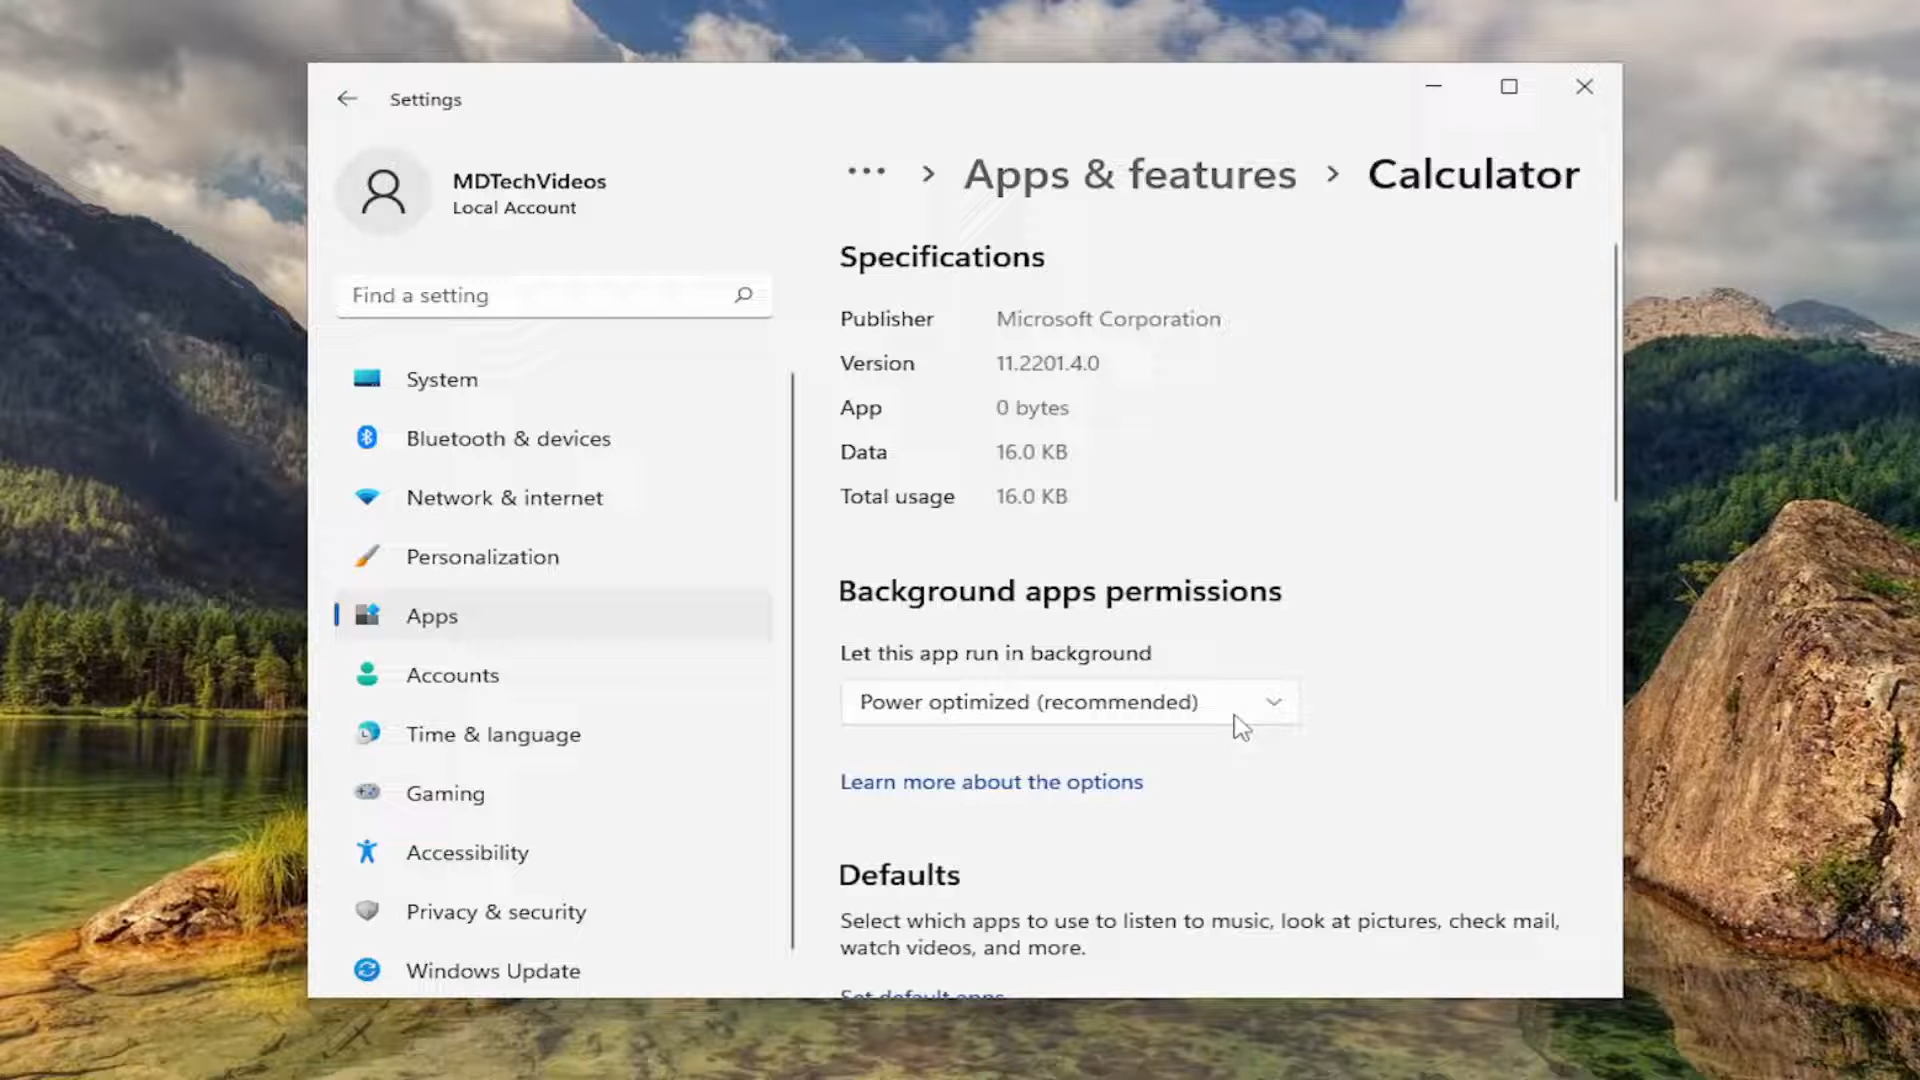 Settings
MDTechVideos
Local Account
Find a setting
System
Bluetooth & devices
Network & internet
Personalization
Apps
Accounts
Time & language
Gaming
Accessibility
Privacy & security
Windows Update
... > Apps & features > Calculator
Specifications
Publisher Microsoft Corporation
Version 11.2201.4.0
App 0 bytes
Data 16.0 KB
Total usage 16.0 KB
Background apps permissions
Let this app run in background
Power optimized (recommended)
Learn more about the options
Defaults
Select which apps to use to listen to music, look at pictures, check mail,
watch videos, and more.
Set default apps